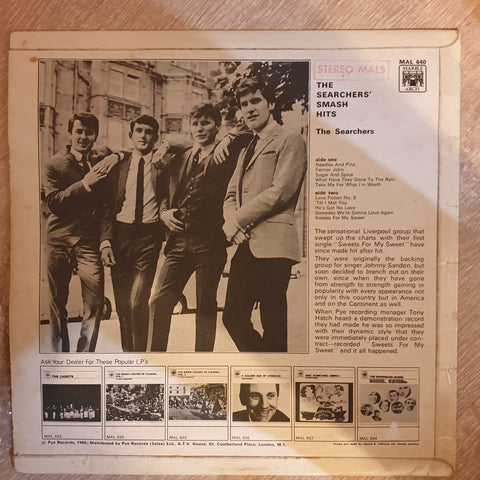 STEREO MALS
MAL 640
MARBLE
ARCH
THE
SEARCHERS'
SMASH
HITS
The Searchers
side one
Needles And Pins
Farmer John
Sugar And Spice
What Have They Done To The Rain
Take Me For What I'm Worth
side two
Love Potion No. 9
Till I Met You
He's Got No Love
Someday We're Gonna Love Again
Sweets For My Sweet
The sensational Liverpool group that
swept up the charts with their first
single "Sweets For My Sweet" have
since made hit after hit.
They were originally the backing
group for singer Johnny Sandon, but
soon decided to branch out on their
own, since when they have gone
from strength to strength gaining in
popularity with every appearance not
only in this country but in America
and on the Continent as well.
When Pye recording manager Tony
Hatch heard a demonstration record
they had made he was so impressed
with their dynamic style that they
were immediately placed under con-
tract—recorded "Sweets For My
Sweet" and it all happened.
Ask Your Dealer For These Popular L.P's
THE CADETS
MAL 643
MAL 645
MAL 646
MAL 636
MAL 637
MAL 644
© Pye Records, 1966: Distributed by Pye Records (Sales) Ltd., A.T.V. House, Gt. Cumberland Place, London, W.1.